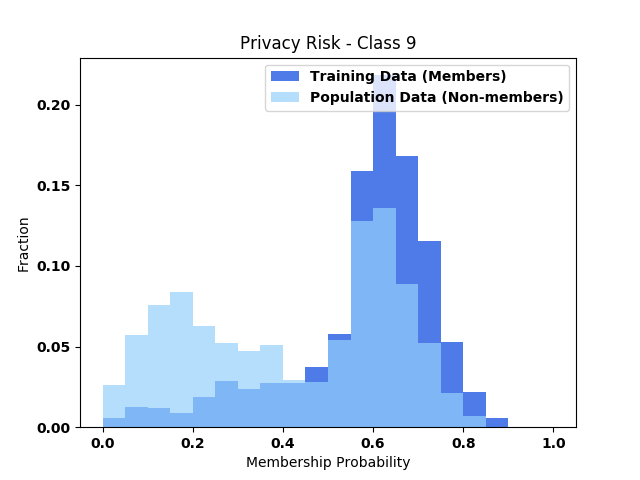 Privacy Risk - Class 9
Training Data (Members)
Population Data (Non-members)
0.20
0.15
0.10
0.05
0.00
Fraction
0.0 0.2 0.4 0.6 0.8 1.0
Membership Probability